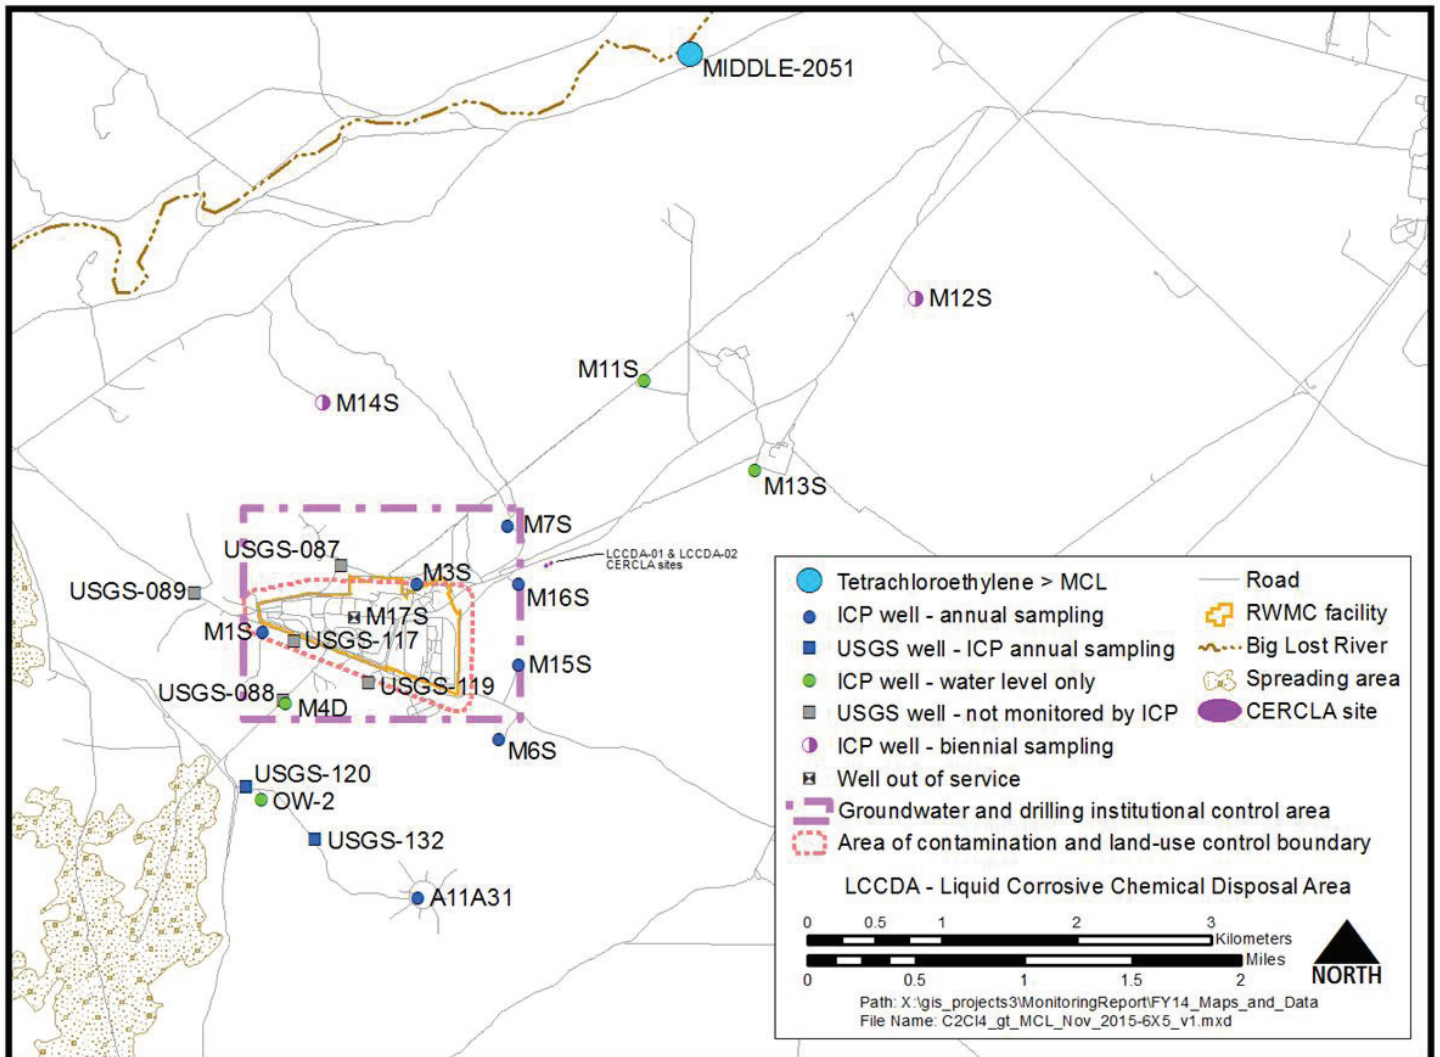 MIDDLE-2051
M12S
M11S
M14S
M13S
M7S
USGS-087
LCCDA-01 & LCCDA-02
CERCLA sites
M3S
USGS-089
M16S
M17S
M1S
USGS-117
M15S
USGS-119
USGS-088
M4D
M6S
USGS-120
OW-2
USGS-132
A11A31
Tetrachloroethylene > MCL
ICP well - annual sampling
USGS well - ICP annual sampling
ICP well - water level only
USGS well - not monitored by ICP
ICP well - biennial sampling
Well out of service
Road
RWMC facility
Big Lost River
Spreading area
CERCLA site
Groundwater and drilling institutional control area
Area of contamination and land-use control boundary
LCCDA - Liquid Corrosive Chemical Disposal Area
0 0.5 1 2 3
Kilometers
Miles
0 0.5 1 1.5 2
NORTH
Path: X:\gis_projects3\MonitoringReport\FY14_Maps_and_Data
File Name: C2Cl4_gt_MCL_Nov_2015-6X5_v1.mxd